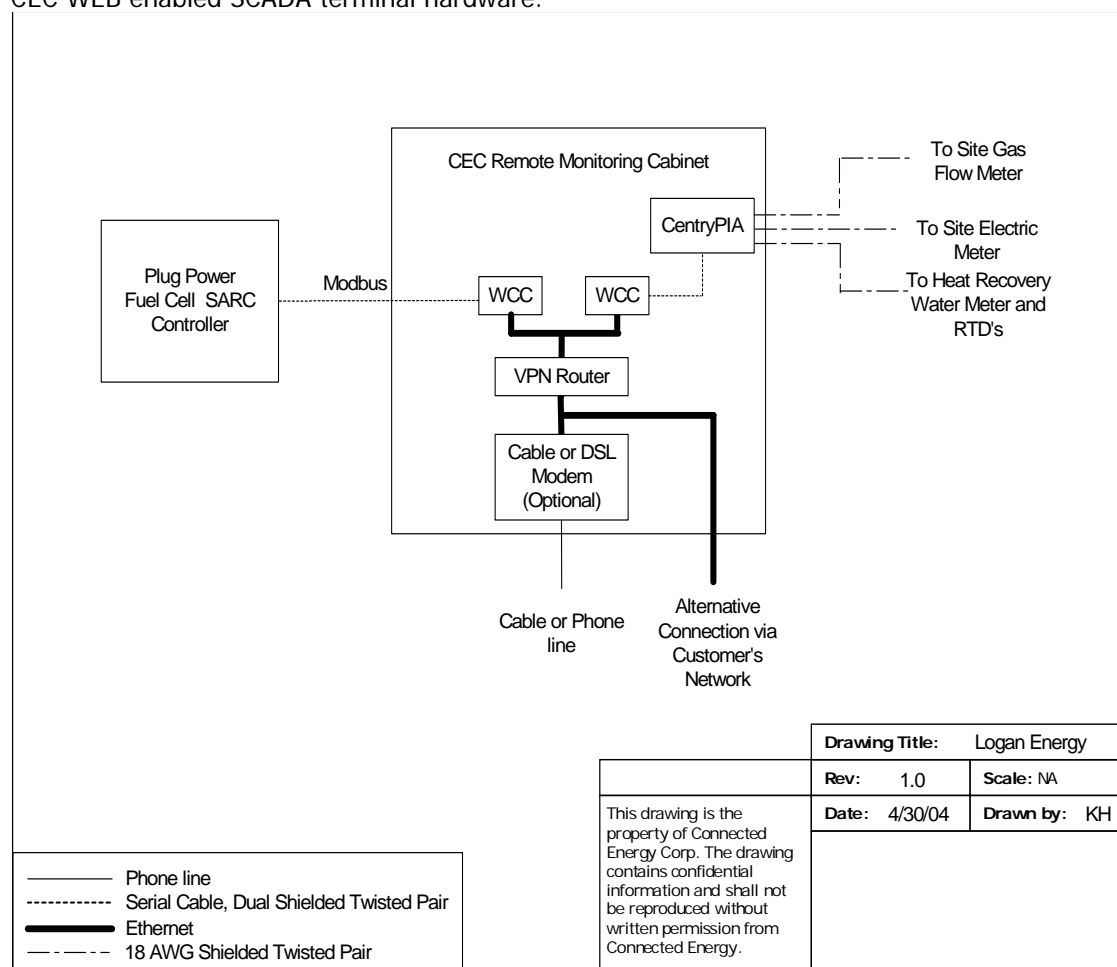 CEC WEB enabled SCADA terminal hardware.
CEC Remote Monitoring Cabinet
To Site Gas
Flow Meter
CentryPIA
To Site Electric
Meter
Plug Power
Fuel Cell SARC
Controller
Modbus
WCC
WCC
To Heat Recovery
Water Meter and
RTD's
VPN Router
Cable or DSL
Modem
(Optional)
Cable or Phone
line
Alternative
Connection via
Customer's
Network
Drawing Title: Logan Energy
Rev: 1.0
Scale: NA
Date: 4/30/04
Drawn by: KH
This drawing is the
property of Connected
Energy Corp. The drawing
contains confidential
information and shall not
be reproduced without
written permission from
Connected Energy.
Phone line
Serial Cable, Dual Shielded Twisted Pair
Ethernet
18 AWG Shielded Twisted Pair